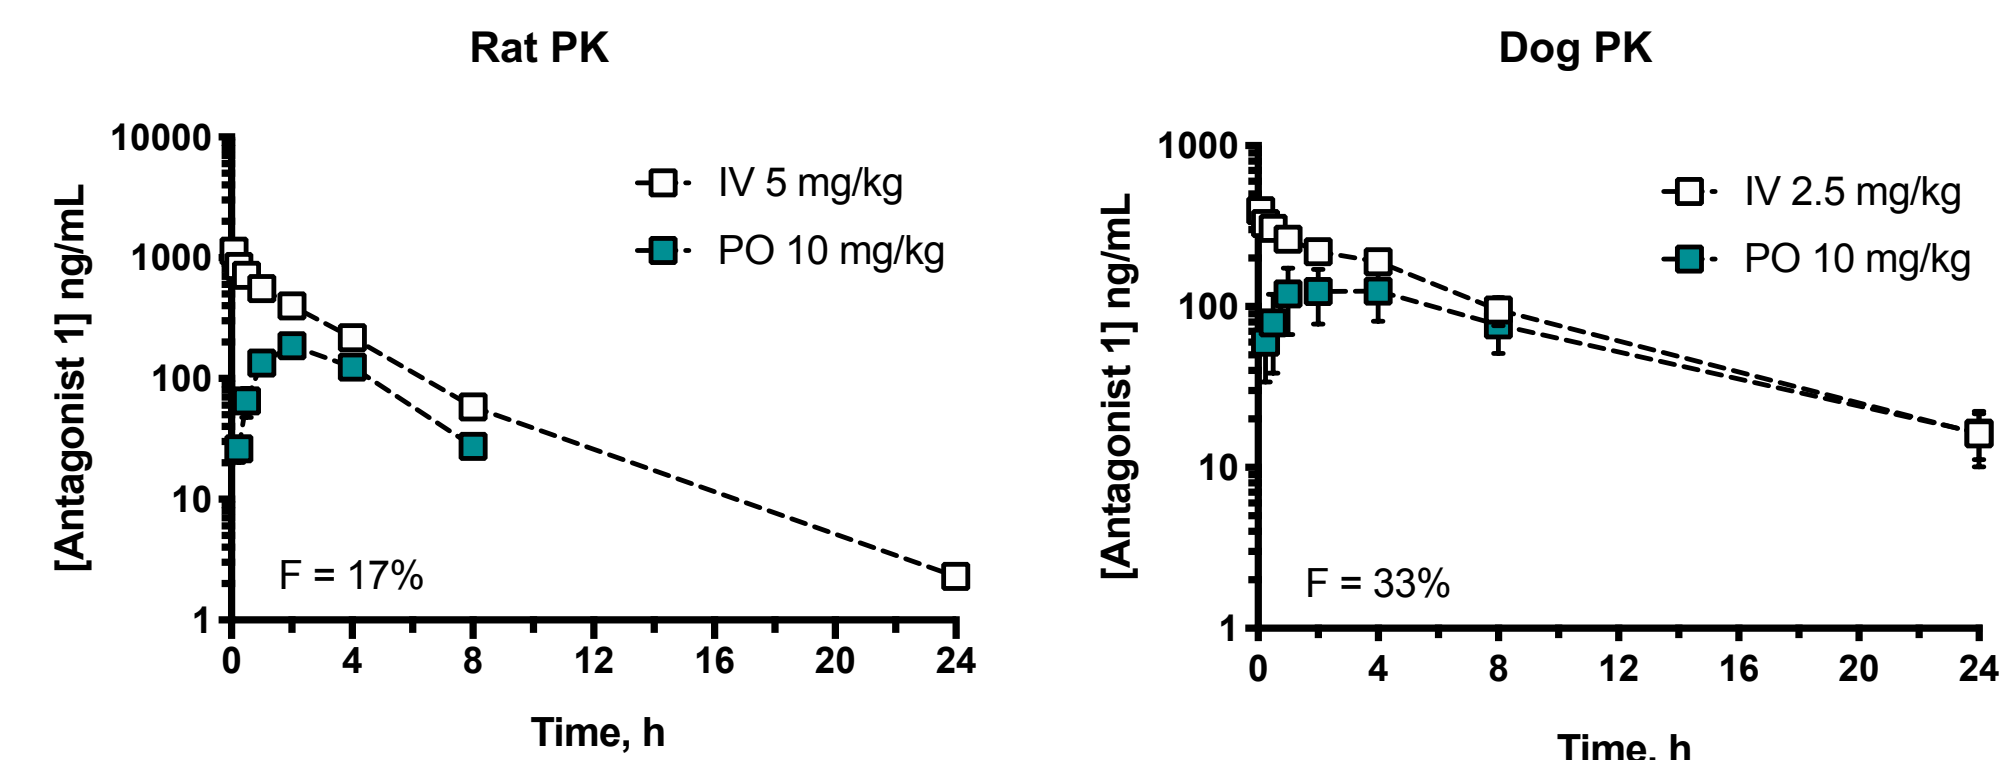 Rat PK
10000
1000
100
10
1
[Antagonist 1] ng/mL
IV 5 mg/kg
PO 10 mg/kg
F = 17%
0 4 8 12 16 20 24
Time, h
Dog PK
1000
100
10
1
[Antagonist 1] ng/mL
IV 2.5 mg/kg
PO 10 mg/kg
F = 33%
0 4 8 12 16 20 24
Time, h